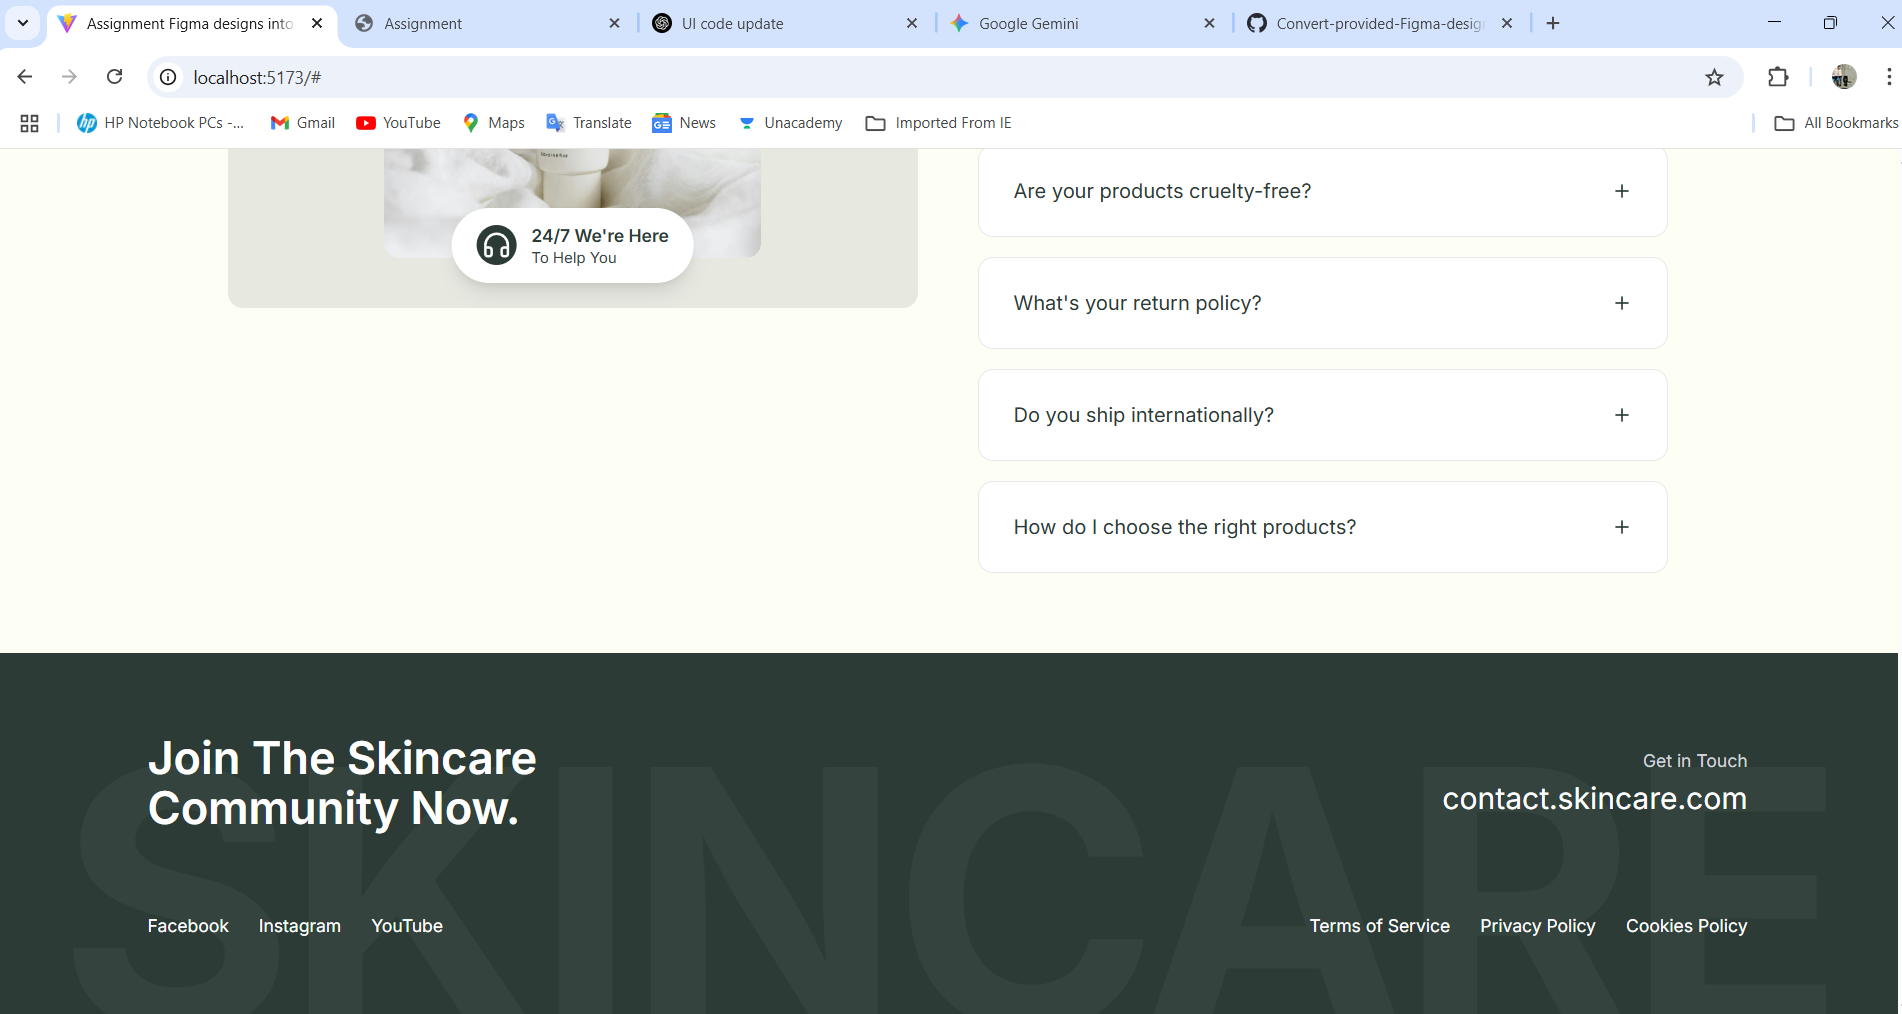 Assignment Figma designs into
Assignment
UI code update
Google Gemini
Convert-provided-Figma-desig
localhost:5173/#
HP Notebook PCs -...
Gmail
YouTube
Maps
Translate
News
Unacademy
Imported From IE
All Bookmarks
24/7 We're Here
To Help You
Are your products cruelty-free?
What's your return policy?
Do you ship internationally?
How do I choose the right products?
Join The Skincare
Community Now.
Get in Touch
contact.skincare.com
SKINCARE
Facebook Instagram YouTube
Terms of Service Privacy Policy Cookies Policy